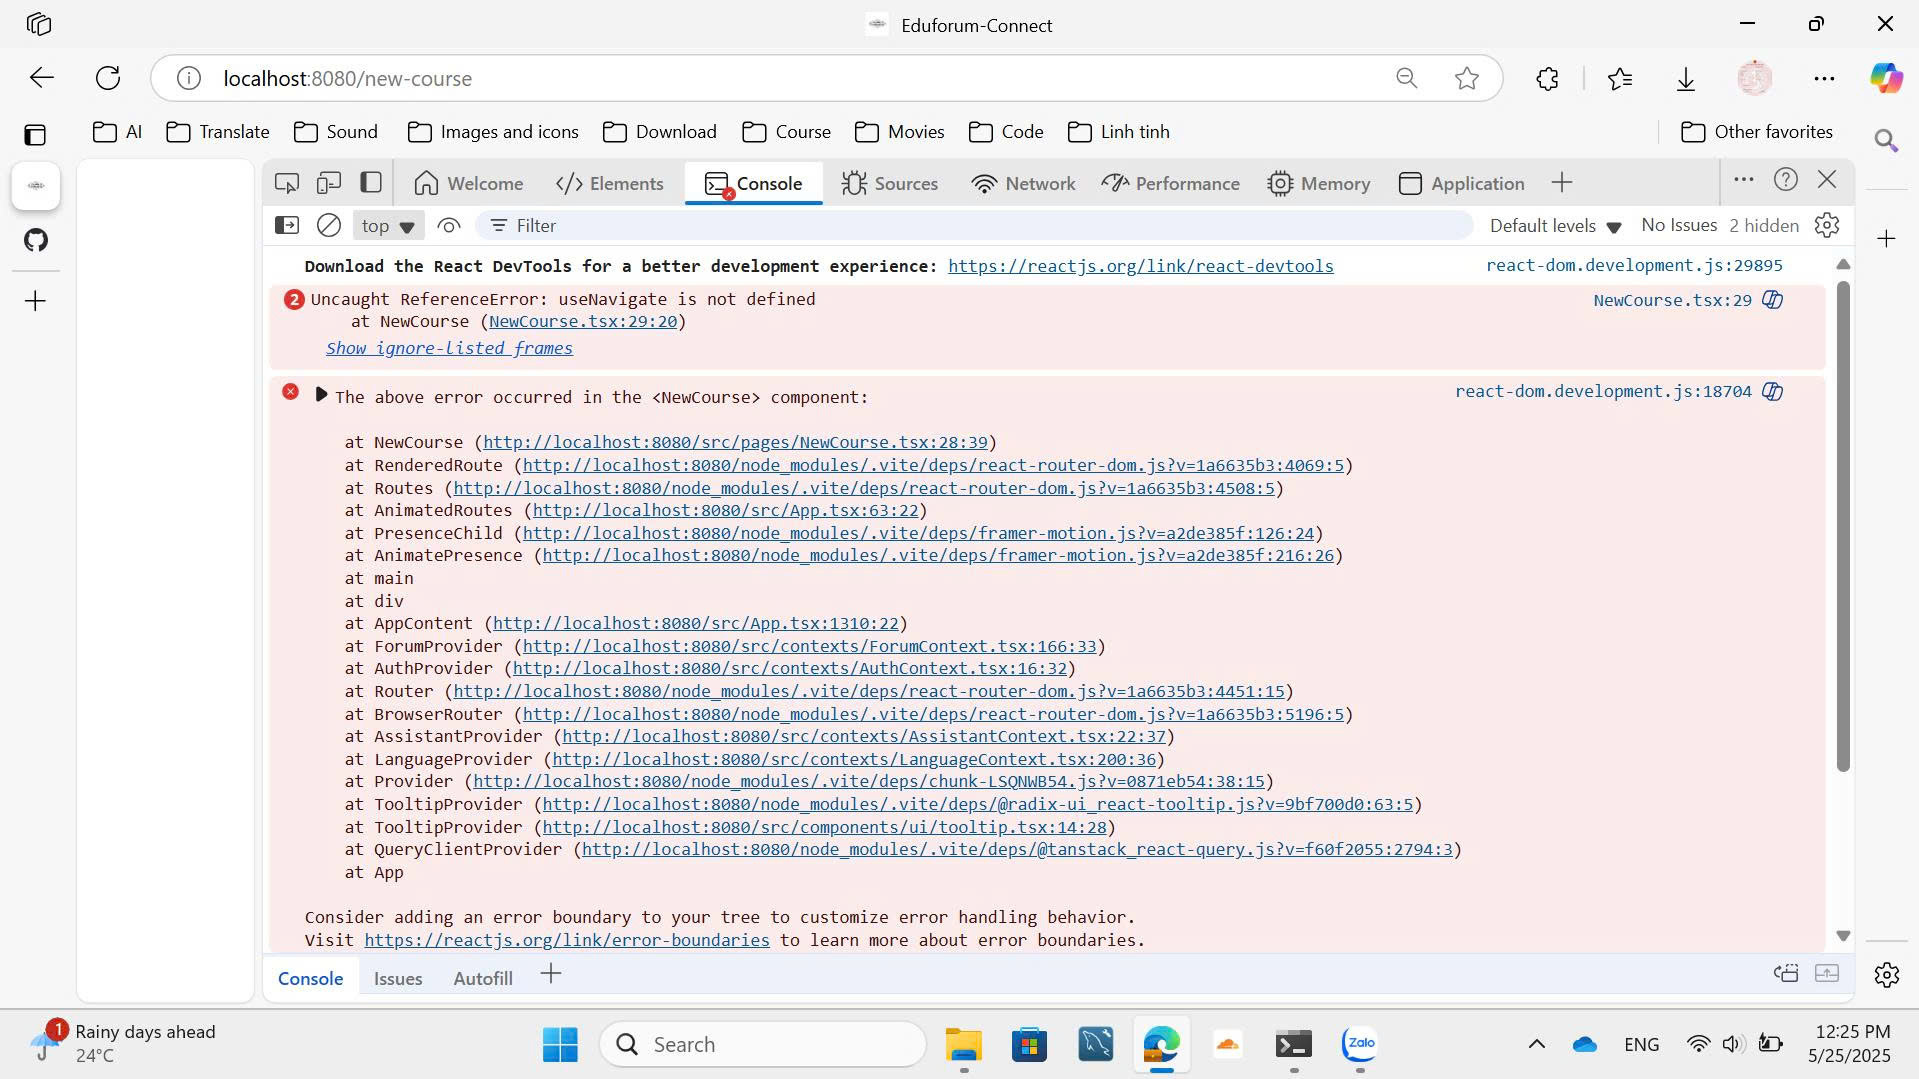 Eduforum-Connect
localhost:8080/new-course
AI Translate Sound Images and icons Download Course Movies Code Linh tinh Other favorites
Welcome Elements Console Sources Network Performance Memory Application
top Filter Default levels No Issues 2 hidden
Download the React DevTools for a better development experience: https://reactjs.org/link/react-devtools react-dom.development.js:29895
2 Uncaught ReferenceError: useNavigate is not defined NewCourse.tsx:29
at NewCourse (NewCourse.tsx:29:20)
Show ignore-listed frames
The above error occurred in the <NewCourse> component: react-dom.development.js:18704
at NewCourse (http://localhost:8080/src/pages/NewCourse.tsx:28:39)
at RenderedRoute (http://localhost:8080/node_modules/.vite/deps/react-router-dom.js?v=1a6635b3:4069:5)
at Routes (http://localhost:8080/node_modules/.vite/deps/react-router-dom.js?v=1a6635b3:4508:5)
at AnimatedRoutes (http://localhost:8080/src/App.tsx:63:22)
at PresenceChild (http://localhost:8080/node_modules/.vite/deps/framer-motion.js?v=a2de385f:126:24)
at AnimatePresence (http://localhost:8080/node_modules/.vite/deps/framer-motion.js?v=a2de385f:216:26)
at main
at div
at AppContent (http://localhost:8080/src/App.tsx:1310:22)
at ForumProvider (http://localhost:8080/src/contexts/ForumContext.tsx:166:33)
at AuthProvider (http://localhost:8080/src/contexts/AuthContext.tsx:16:32)
at Router (http://localhost:8080/node_modules/.vite/deps/react-router-dom.js?v=1a6635b3:4451:15)
at BrowserRouter (http://localhost:8080/node_modules/.vite/deps/react-router-dom.js?v=1a6635b3:5196:5)
at AssistantProvider (http://localhost:8080/src/contexts/AssistantContext.tsx:22:37)
at LanguageProvider (http://localhost:8080/src/contexts/LanguageContext.tsx:200:36)
at Provider (http://localhost:8080/node_modules/.vite/deps/chunk-LSQNWB54.js?v=0871eb54:38:15)
at TooltipProvider (http://localhost:8080/node_modules/.vite/deps/@radix-ui_react-tooltip.js?v=9bf700d0:63:5)
at TooltipProvider (http://localhost:8080/src/components/ui/tooltip.tsx:14:28)
at QueryClientProvider (http://localhost:8080/node_modules/.vite/deps/@tanstack_react-query.js?v=f60f2055:2794:3)
at App
Consider adding an error boundary to your tree to customize error handling behavior.
Visit https://reactjs.org/link/error-boundaries to learn more about error boundaries.
Console Issues Autofill
1 Rainy days ahead
24°C
Search
Zalo
ENG
12:25 PM
5/25/2025